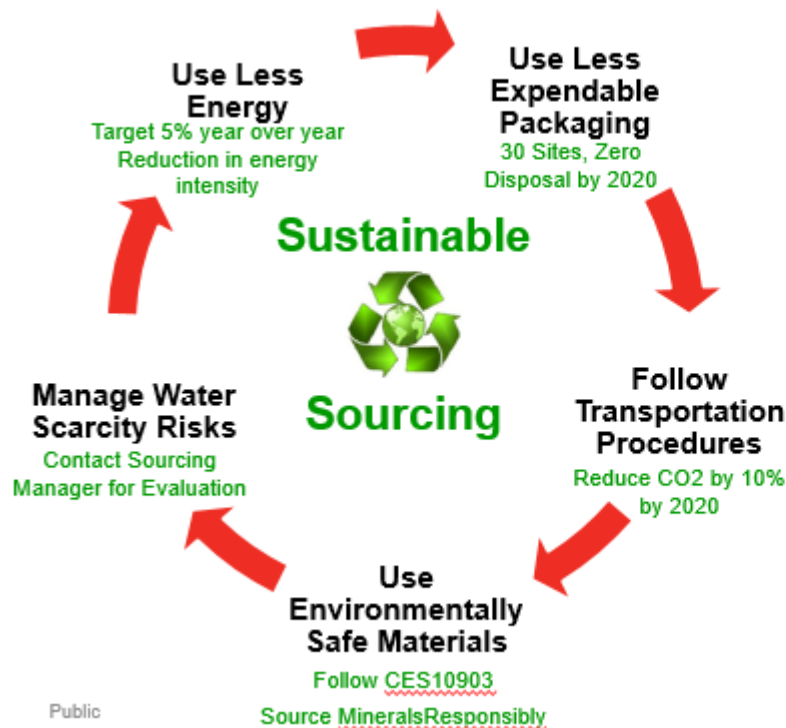 Use Less
Energy
Target 5% year over year
Reduction in energy
intensity
Use Less
Expendable
Packaging
30 Sites, Zero
Disposal by 2020
Sustainable
Sourcing
Follow
Transportation
Procedures
Reduce CO2 by 10%
by 2020
Manage Water
Scarcity Risks
Contact Sourcing
Manager for Evaluation
Use
Environmentally
Safe Materials
Follow CES10903
Source MineralsResponsibly
Public